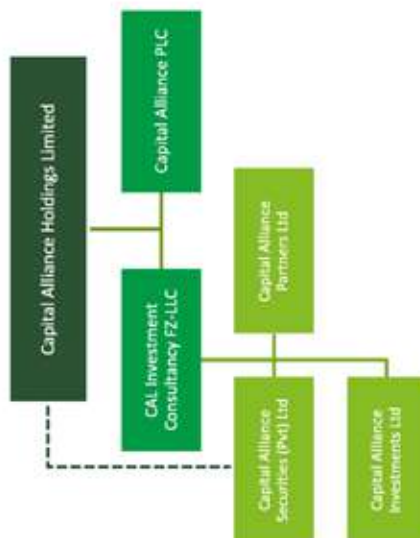 Capital Alliance Holdings Limited
CAL Investment
Consultancy FZ-LLC
Capital Alliance PLC
Capital Alliance
Securities (Pvt) Ltd
Capital Alliance
Partners Ltd
Capital Alliance
Investments Ltd